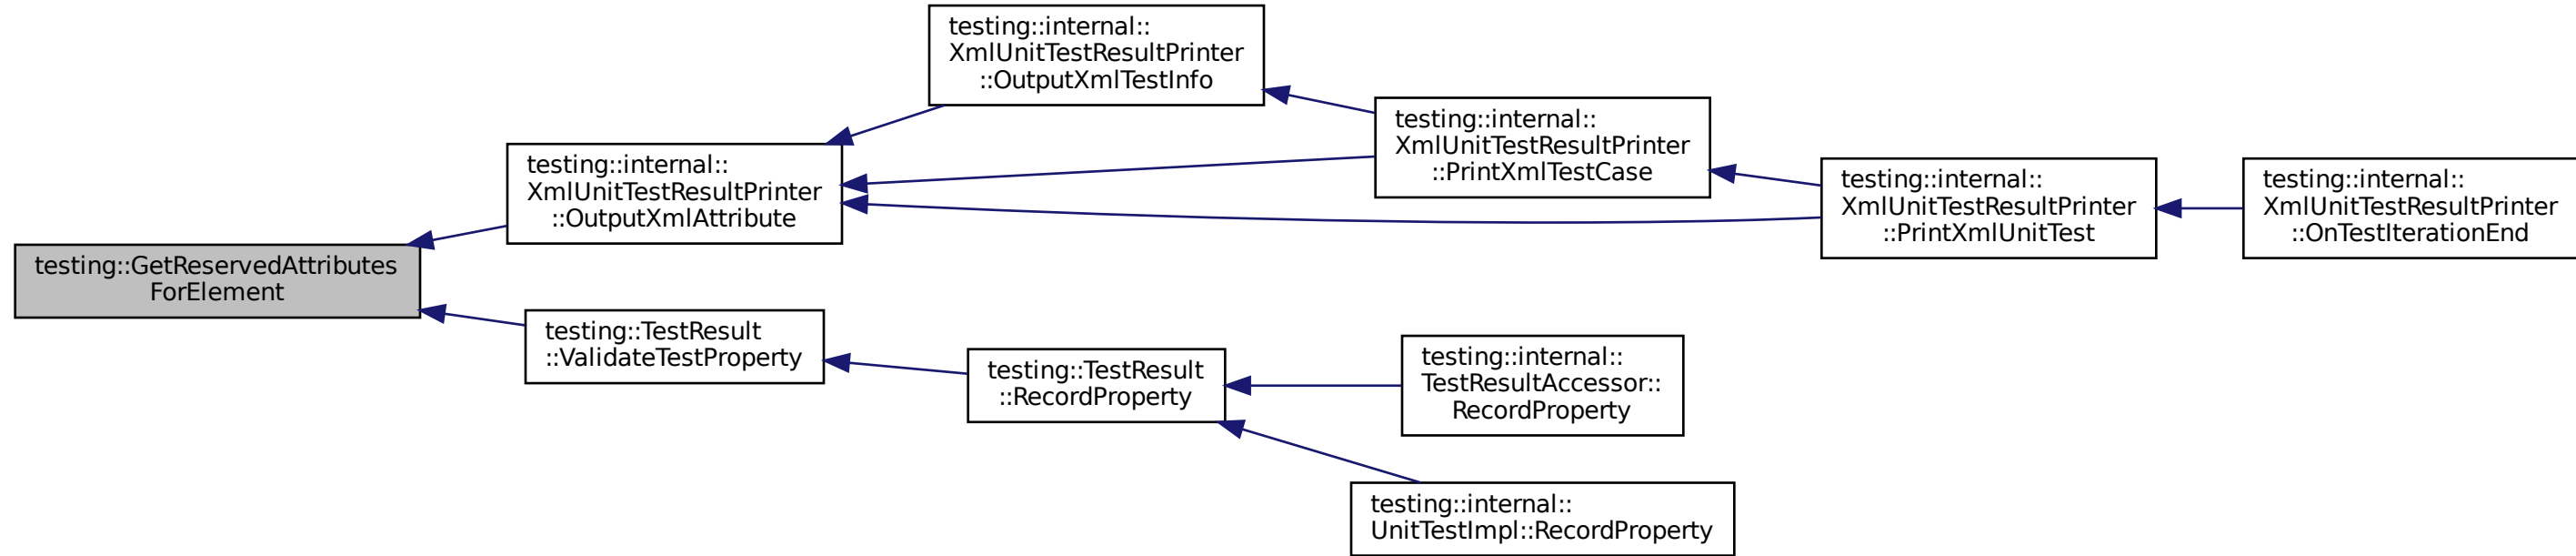 testing::internal::
XmlUnitTestResultPrinter
::OutputXmlTestInfo
testing::internal::
XmlUnitTestResultPrinter
::PrintXmlTestCase
testing::internal::
XmlUnitTestResultPrinter
::OutputXmlAttribute
testing::internal::
XmlUnitTestResultPrinter
::PrintXmlUnitTest
testing::internal::
XmlUnitTestResultPrinter
::OnTestIterationEnd
testing::GetReservedAttributes
ForElement
testing::TestResult
::ValidateTestProperty
testing::TestResult
::RecordProperty
testing::internal::
TestResultAccessor::
RecordProperty
testing::internal::
UnitTestImpl::RecordProperty